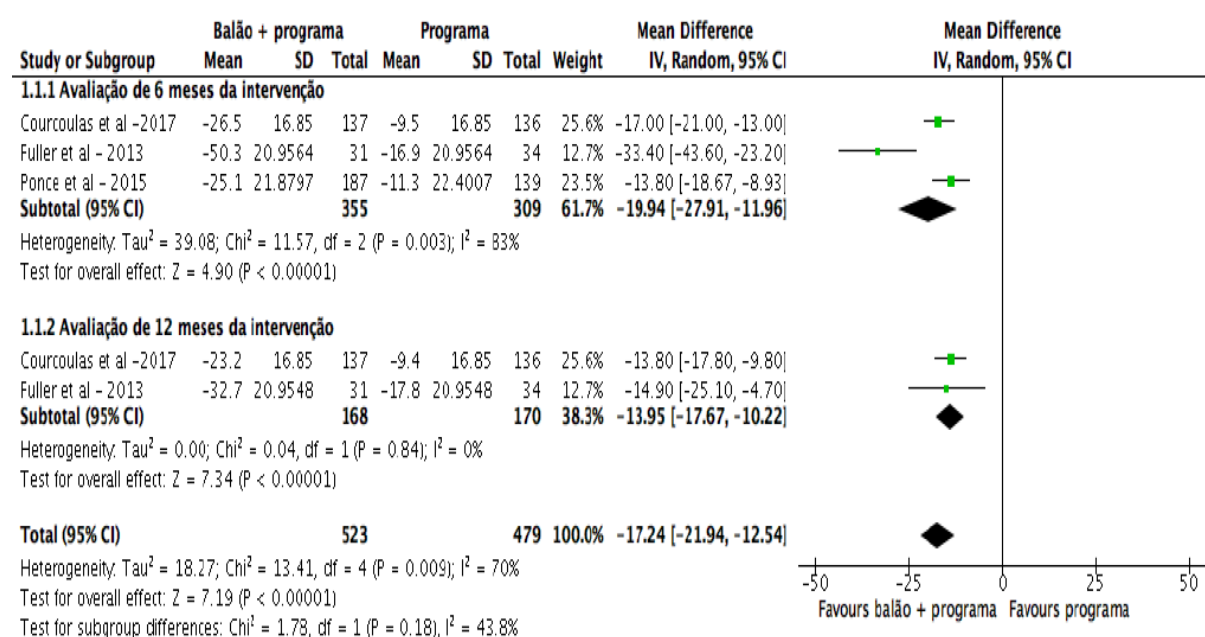 Balão + programa Programa Mean Difference Mean Difference
Study or Subgroup Mean SD Total Mean SD Total Weight IV, Random, 95% CI IV, Random, 95% CI
1.1.1 Avaliação de 6 meses da intervenção
Courcoulas et al -2017 -26.5 16.85 137 -9.5 16.85 136 25.6% -17.00 [-21.00, -13.00]
Fuller et al - 2013 -50.3 20.9564 31 -16.9 20.9564 34 12.7% -33.40 [-43.60, -23.20]
Ponce et al - 2015 -25.1 21.8797 187 -11.3 22.4007 139 23.5% -13.80 [-18.67, -8.93]
Subtotal (95% CI) 355 309 61.7% -19.94 [-27.91, -11.96]
Heterogeneity: Tau² = 39.08; Chi² = 11.57, df = 2 (P = 0.003); I² = 83%
Test for overall effect: Z = 4.90 (P < 0.00001)
1.1.2 Avaliação de 12 meses da intervenção
Courcoulas et al -2017 -23.2 16.85 137 -9.4 16.85 136 25.6% -13.80 [-17.80, -9.80]
Fuller et al - 2013 -32.7 20.9548 31 -17.8 20.9548 34 12.7% -14.90 [-25.10, -4.70]
Subtotal (95% CI) 168 170 38.3% -13.95 [-17.67, -10.22]
Heterogeneity: Tau² = 0.00; Chi² = 0.04, df = 1 (P = 0.84); I² = 0%
Test for overall effect: Z = 7.34 (P < 0.00001)
Total (95% CI) 523 479 100.0% -17.24 [-21.94, -12.54]
Heterogeneity: Tau² = 18.27; Chi² = 13.41, df = 4 (P = 0.009); I² = 70%
Test for overall effect: Z = 7.19 (P < 0.00001)
Test for subgroup differences: Chi² = 1.78, df = 1 (P = 0.18), I² = 43.8%
-50 -25 0 25 50
Favours balão + programa Favours programa